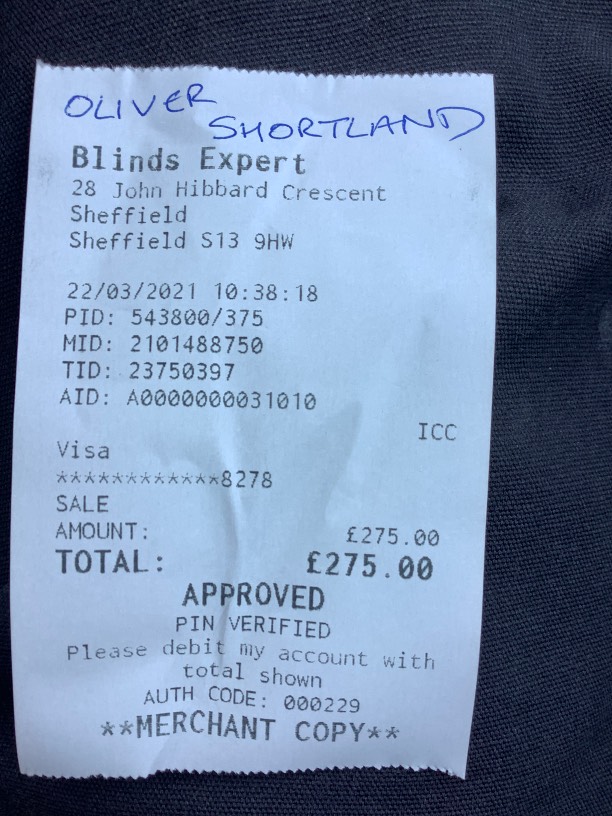 OLIVER
SHORTLAND
Blinds Expert
28 John Hibbard Crescent
Sheffield
Sheffield S13 9HW
22/03/2021 10:38:18
PID: 543800/375
MID: 2101488750
TID: 23750397
AID: A0000000031010
ICC
Visa
************8278
SALE
AMOUNT: £275.00
TOTAL: £275.00
APPROVED
PIN VERIFIED
Please debit my account with
total shown
AUTH CODE: 000229
**MERCHANT COPY**